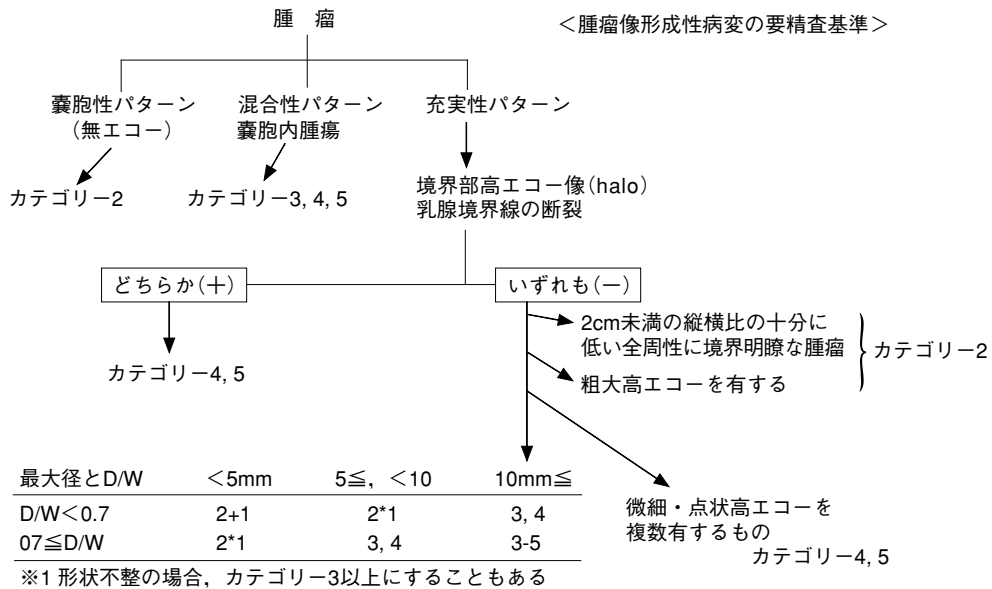 腫　瘤
＜腫瘤像形成性病変の要精査基準＞
嚢胞性パターン
（無エコー）
混合性パターン
嚢胞内腫瘍
充実性パターン
カテゴリー2
カテゴリー3, 4, 5
境界部高エコー像（halo）
乳腺境界線の断裂
どちらか（＋）
いずれも（－）
カテゴリー4, 5
2cm未満の縦横比の十分に
低い全周性に境界明瞭な腫瘤
粗大高エコーを有する
カテゴリー2
最大径とD/W　＜5mm　5≦，＜10　10mm≦
D/W＜0.7　2+1　2*1　3, 4
07≦D/W　2*1　3, 4　3-5
※1 形状不整の場合，カテゴリー3以上にすることもある
微細・点状高エコーを
複数有するもの
カテゴリー4, 5